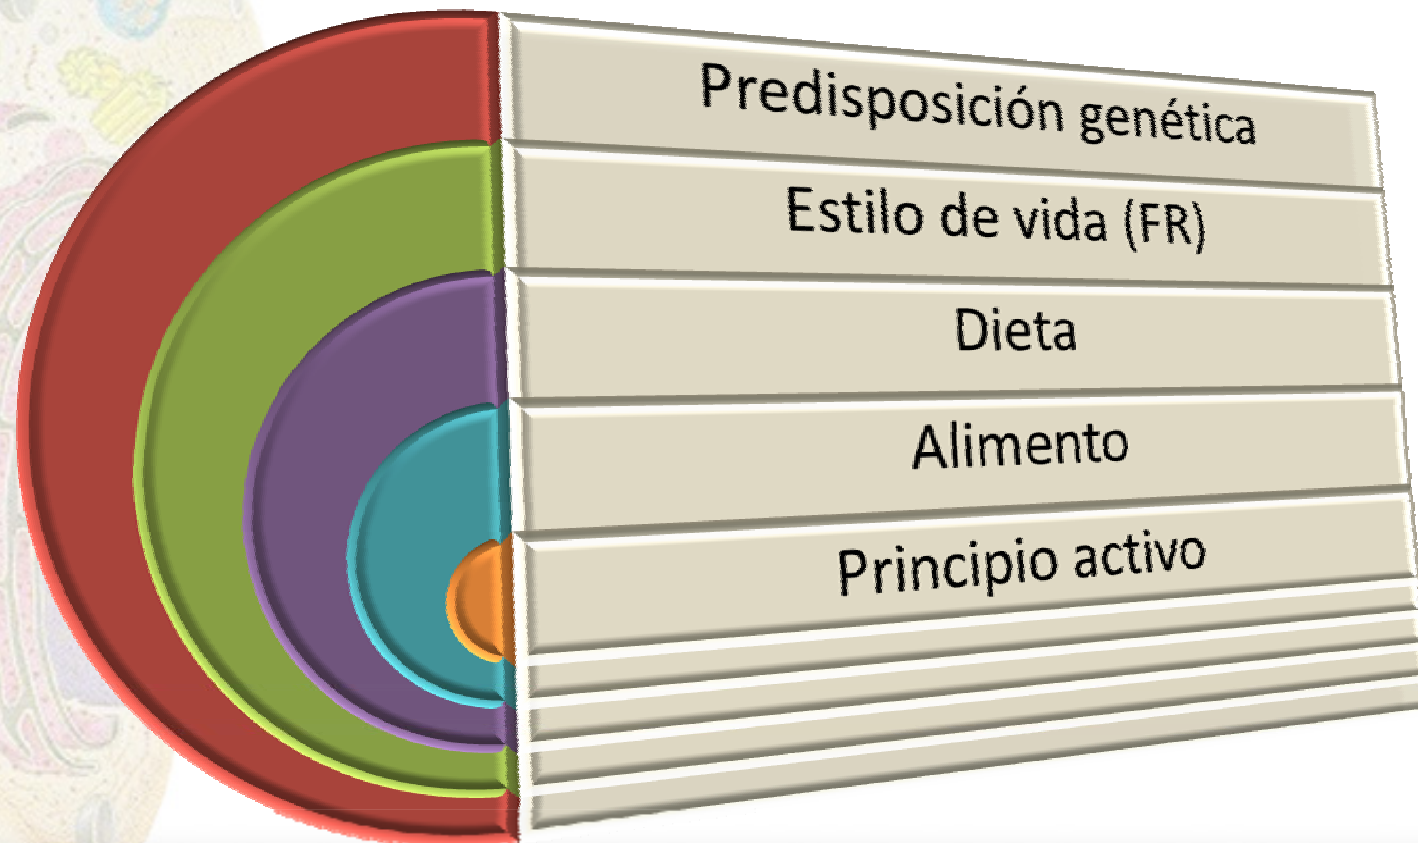 Predisposición genética
Estilo de vida (FR)
Dieta
Alimento
Principio activo